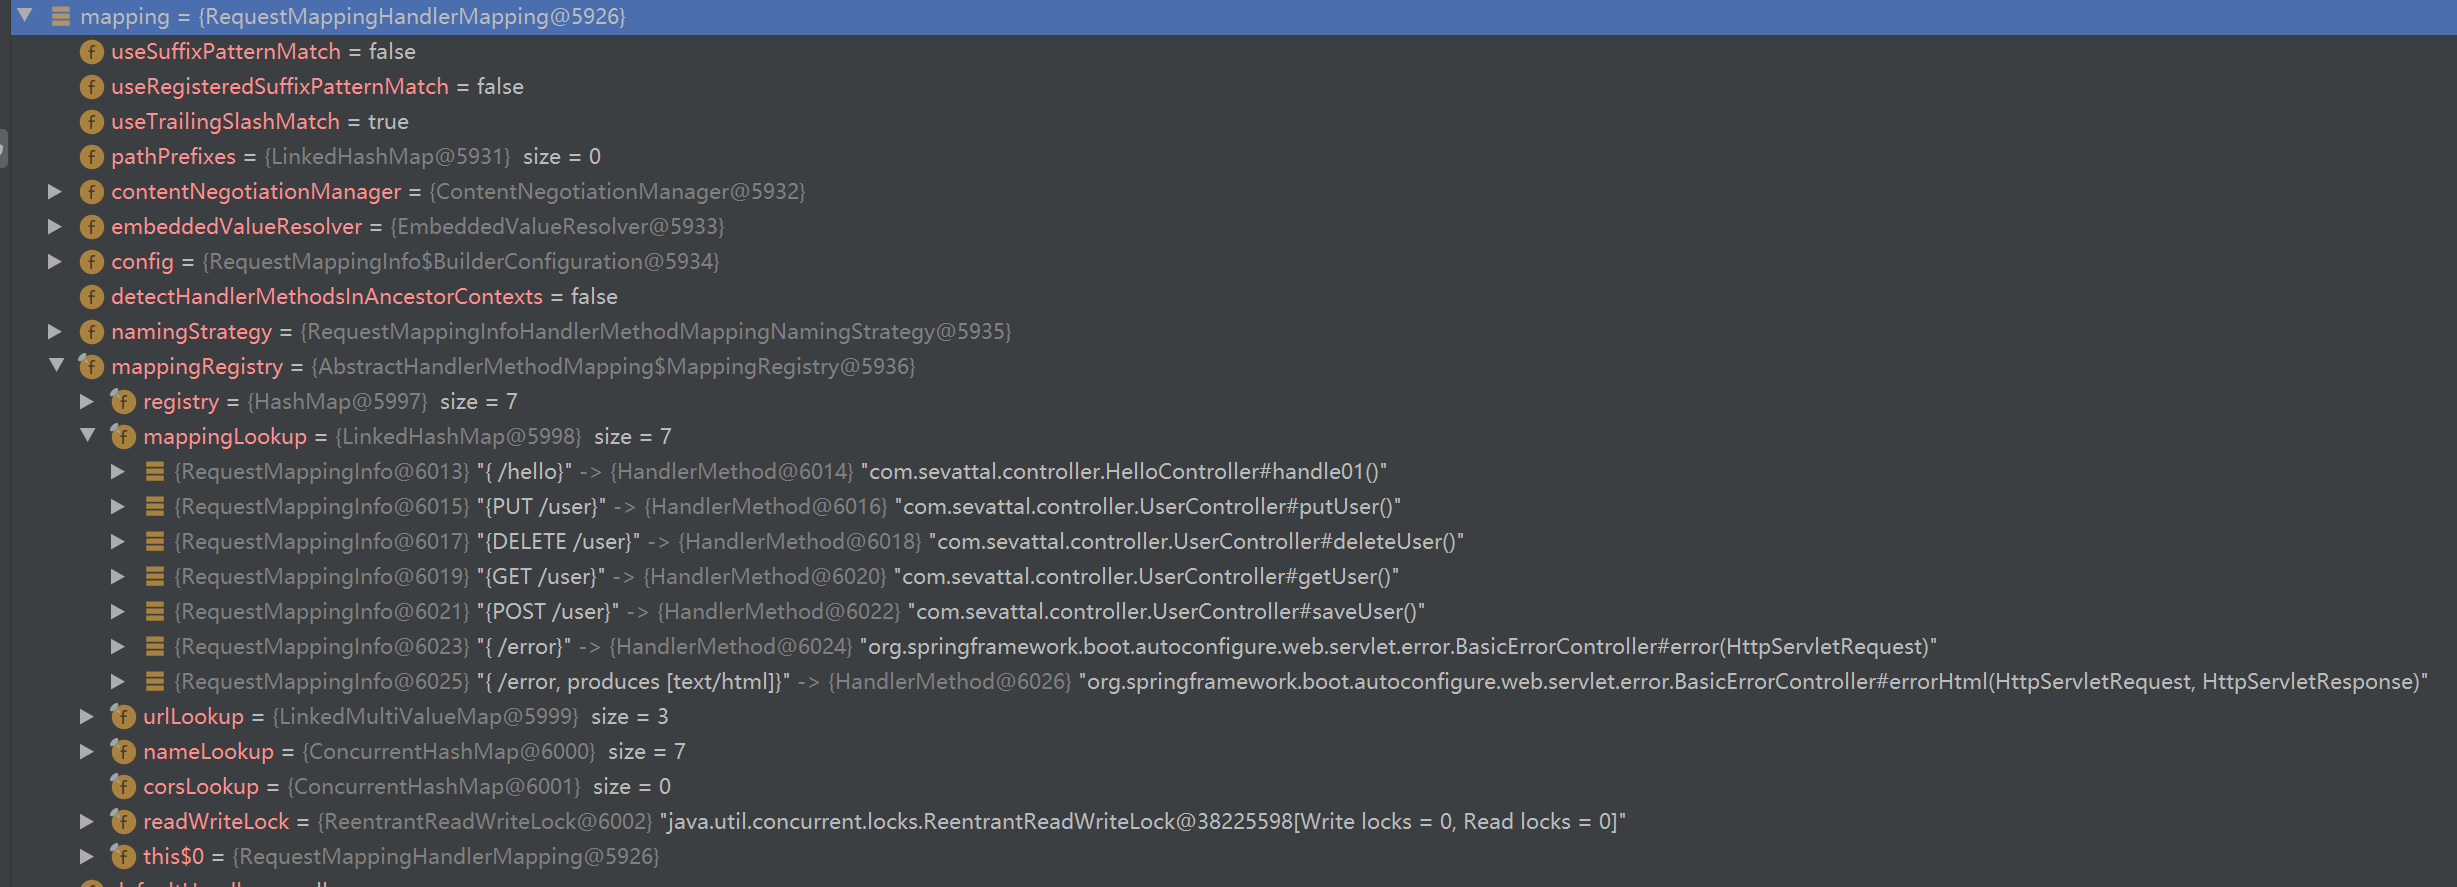 mapping = {RequestMappingHandlerMapping@5926}
f useSuffixPatternMatch = false
f useRegisteredSuffixPatternMatch = false
f useTrailingSlashMatch = true
f pathPrefixes = {LinkedHashMap@5931} size = 0
f contentNegotiationManager = {ContentNegotiationManager@5932}
f embeddedValueResolver = {EmbeddedValueResolver@5933}
f config = {RequestMappingInfo$BuilderConfiguration@5934}
f detectHandlerMethodsInAncestorContexts = false
f namingStrategy = {RequestMappingInfoHandlerMethodMappingNamingStrategy@5935}
f mappingRegistry = {AbstractHandlerMethodMapping$MappingRegistry@5936}
f registry = {HashMap@5997} size = 7
f mappingLookup = {LinkedHashMap@5998} size = 7
{RequestMappingInfo@6013} "{ /hello}" -> {HandlerMethod@6014} "com.sevattal.controller.HelloController#handle01()"
{RequestMappingInfo@6015} "{PUT /user}" -> {HandlerMethod@6016} "com.sevattal.controller.UserController#putUser()"
{RequestMappingInfo@6017} "{DELETE /user}" -> {HandlerMethod@6018} "com.sevattal.controller.UserController#deleteUser()"
{RequestMappingInfo@6019} "{GET /user}" -> {HandlerMethod@6020} "com.sevattal.controller.UserController#getUser()"
{RequestMappingInfo@6021} "{POST /user}" -> {HandlerMethod@6022} "com.sevattal.controller.UserController#saveUser()"
{RequestMappingInfo@6023} "{ /error}" -> {HandlerMethod@6024} "org.springframework.boot.autoconfigure.web.servlet.error.BasicErrorController#error(HttpServletRequest)"
{RequestMappingInfo@6025} "{ /error, produces [text/html]}" -> {HandlerMethod@6026} "org.springframework.boot.autoconfigure.web.servlet.error.BasicErrorController#errorHtml(HttpServletRequest, HttpServletResponse)"
f urlLookup = {LinkedMultiValueMap@5999} size = 3
f nameLookup = {ConcurrentHashMap@6000} size = 7
f corsLookup = {ConcurrentHashMap@6001} size = 0
f readWriteLock = {ReentrantReadWriteLock@6002} "java.util.concurrent.locks.ReentrantReadWriteLock@38225598[Write locks = 0, Read locks = 0]"
f this$0 = {RequestMappingHandlerMapping@5926}